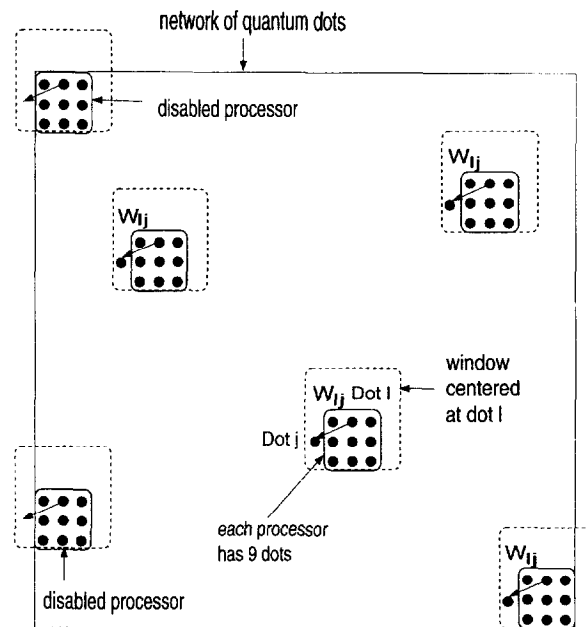 network of quantum dots
disabled processor
W_Ij
W_Ij
window
centered
at dot I
W_Ij Dot I
Dot j
each processor
has 9 dots
W_Ij
disabled processor